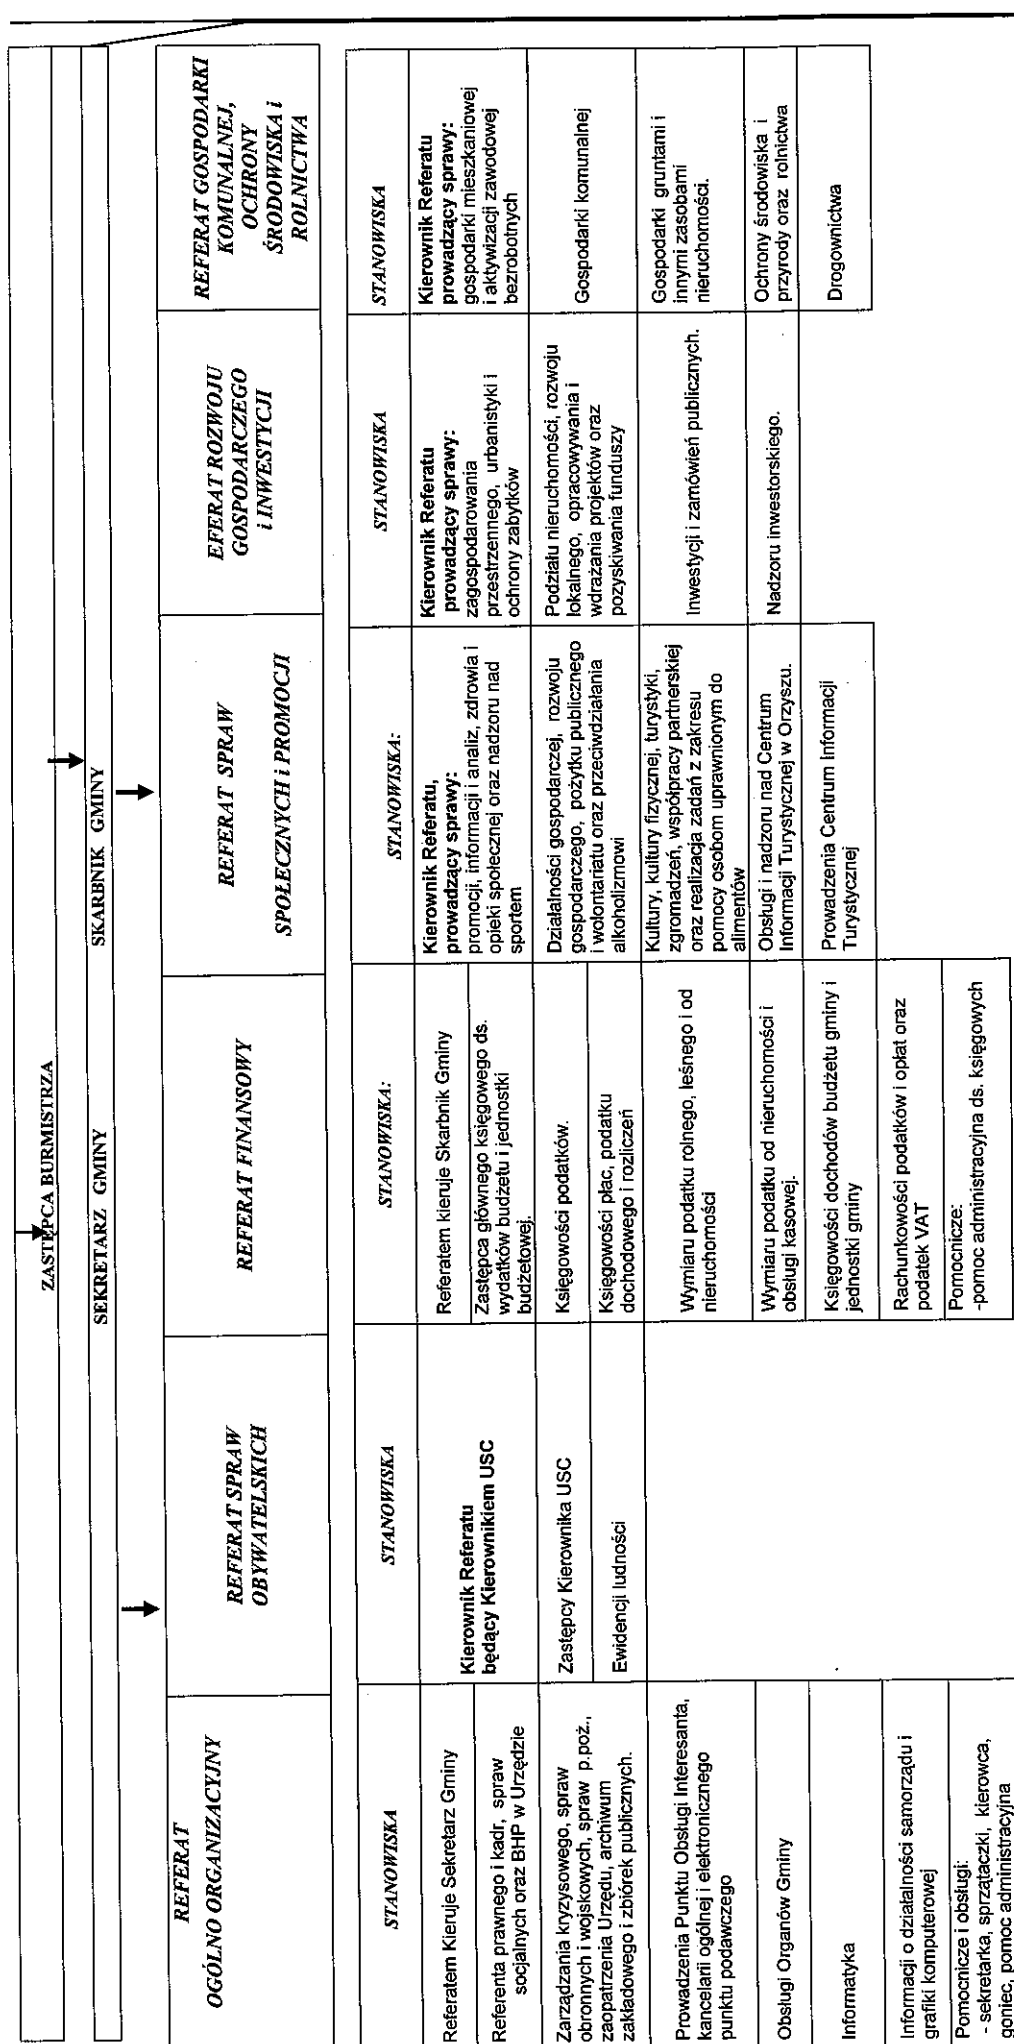 ZASTĘPCA BURMISTRZA
SEKRETARZ GMINY
SKARBNIK GMINY
REFERAT
OGÓLNO ORGANIZACYJNY
STANOWISKA
Referatem Kieruje Sekretarz Gminy
Referenta prawnego i kadr, spraw
socjalnych oraz BHP w Urzędzie
Zarządzania kryzysowego, spraw
obronnych i wojskowych, spraw p.poż.,
zaopatrzenia Urzędu, archiwum
zakładowego i zbiórek publicznych.
Prowadzenia Punktu Obsługi Interesanta,
kancelarii ogólnej i elektronicznego
punktu podawczego
Obsługi Organów Gminy
Informatyka
Informacji o działalności samorządu i
grafiki komputerowej
Pomocnicze i obsługi:
- sekretarka, sprzątaczki, kierowca,
goniec, pomoc administracyjna
REFERAT SPRAW
OBYWATELSKICH
STANOWISKA
Kierownik Referatu
będący Kierownikiem USC
Zastępcy Kierownika USC
Ewidencji ludności
REFERAT FINANSOWY
STANOWISKA:
Referatem kieruje Skarbnik Gminy
Zastępca głównego księgowego ds.
wydatków budżetu i jednostki
budżetowej.
Księgowości podatków.
Księgowości płac, podatku
dochodowego i rozliczeń
Wymiaru podatku rolnego, leśnego i od
nieruchomości
Wymiaru podatku od nieruchomości i
obsługi kasowej.
Księgowości dochodów budżetu gminy i
jednostki gminy
Rachunkowości podatków i opłat oraz
podatek VAT
Pomocnicze:
-pomoc administracyjna ds. księgowych
REFERAT SPRAW
SPOŁECZNYCH i PROMOCJI
STANOWISKA:
Kierownik Referatu,
prowadzący sprawy:
promocji, informacji i analiz, zdrowia i
opieki społecznej oraz nadzoru nad
sportem
Działalności gospodarczej, rozwoju
gospodarczego, pożytku publicznego
i wolontariatu oraz przeciwdziałania
alkoholizmowi
Kultury, kultury fizycznej, turystyki,
zgromadzeń, współpracy partnerskiej
oraz realizacja zadań z zakresu
pomocy osobom uprawnionym do
alimentów
Obsługi i nadzoru nad Centrum
Informacji Turystycznej w Orzyszu.
Prowadzenia Centrum Informacji
Turystycznej
EFERAT ROZWOJU
GOSPODARCZEGO
i INWESTYCJI
STANOWISKA
Kierownik Referatu
prowadzący sprawy:
zagospodarowania
przestrzennego, urbanistyki i
ochrony zabytków
Podziału nieruchomości, rozwoju
lokalnego, opracowywania i
wdrażania projektów oraz
pozyskiwania funduszy
Inwestycji i zamówień publicznych.
Nadzoru inwestorskiego.
REFERAT GOSPODARKI
KOMUNALNEJ,
OCHRONY
ŚRODOWISKA i
ROLNICTWA
STANOWISKA
Kierownik Referatu
prowadzący sprawy:
gospodarki mieszkaniowej
i aktywizacji zawodowej
bezrobotnych
Gospodarki komunalnej
Gospodarki gruntami i
innymi zasobami
nieruchomości.
Ochrony środowiska i
przyrody oraz rolnictwa
Drogownictwa